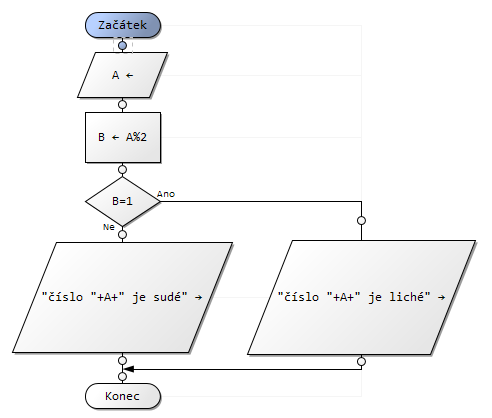 Začátek
A ←
B ← A%2
B=1
Ano
Ne
"číslo "+A+" je sudé" →
"číslo "+A+" je liché" →
Konec